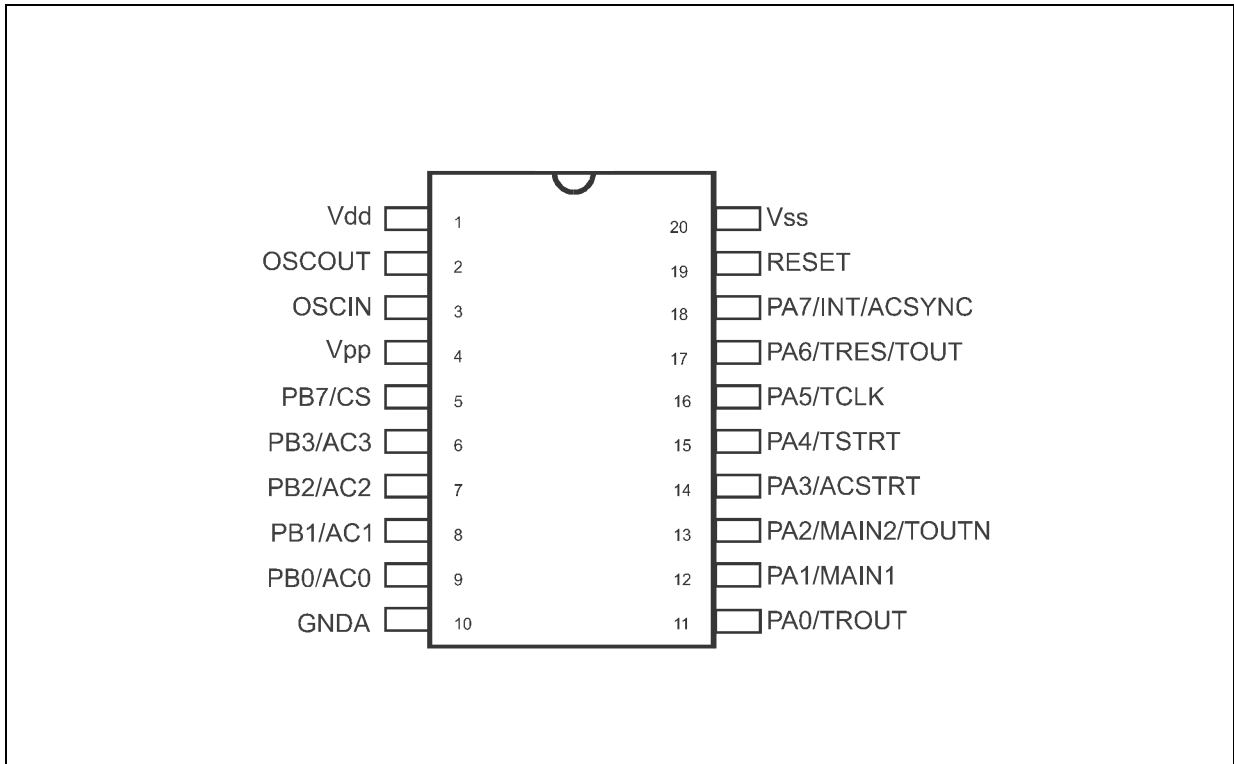 Vdd 1 20 Vss
OSCOUT 2 19 RESET
OSCIN 3 18 PA7/INT/ACSYNC
Vpp 4 17 PA6/TRES/TOUT
PB7/CS 5 16 PA5/TCLK
PB3/AC3 6 15 PA4/TSTRT
PB2/AC2 7 14 PA3/ACSTRT
PB1/AC1 8 13 PA2/MAIN2/TOUTN
PB0/AC0 9 12 PA1/MAIN1
GNDA 10 11 PA0/TROUT